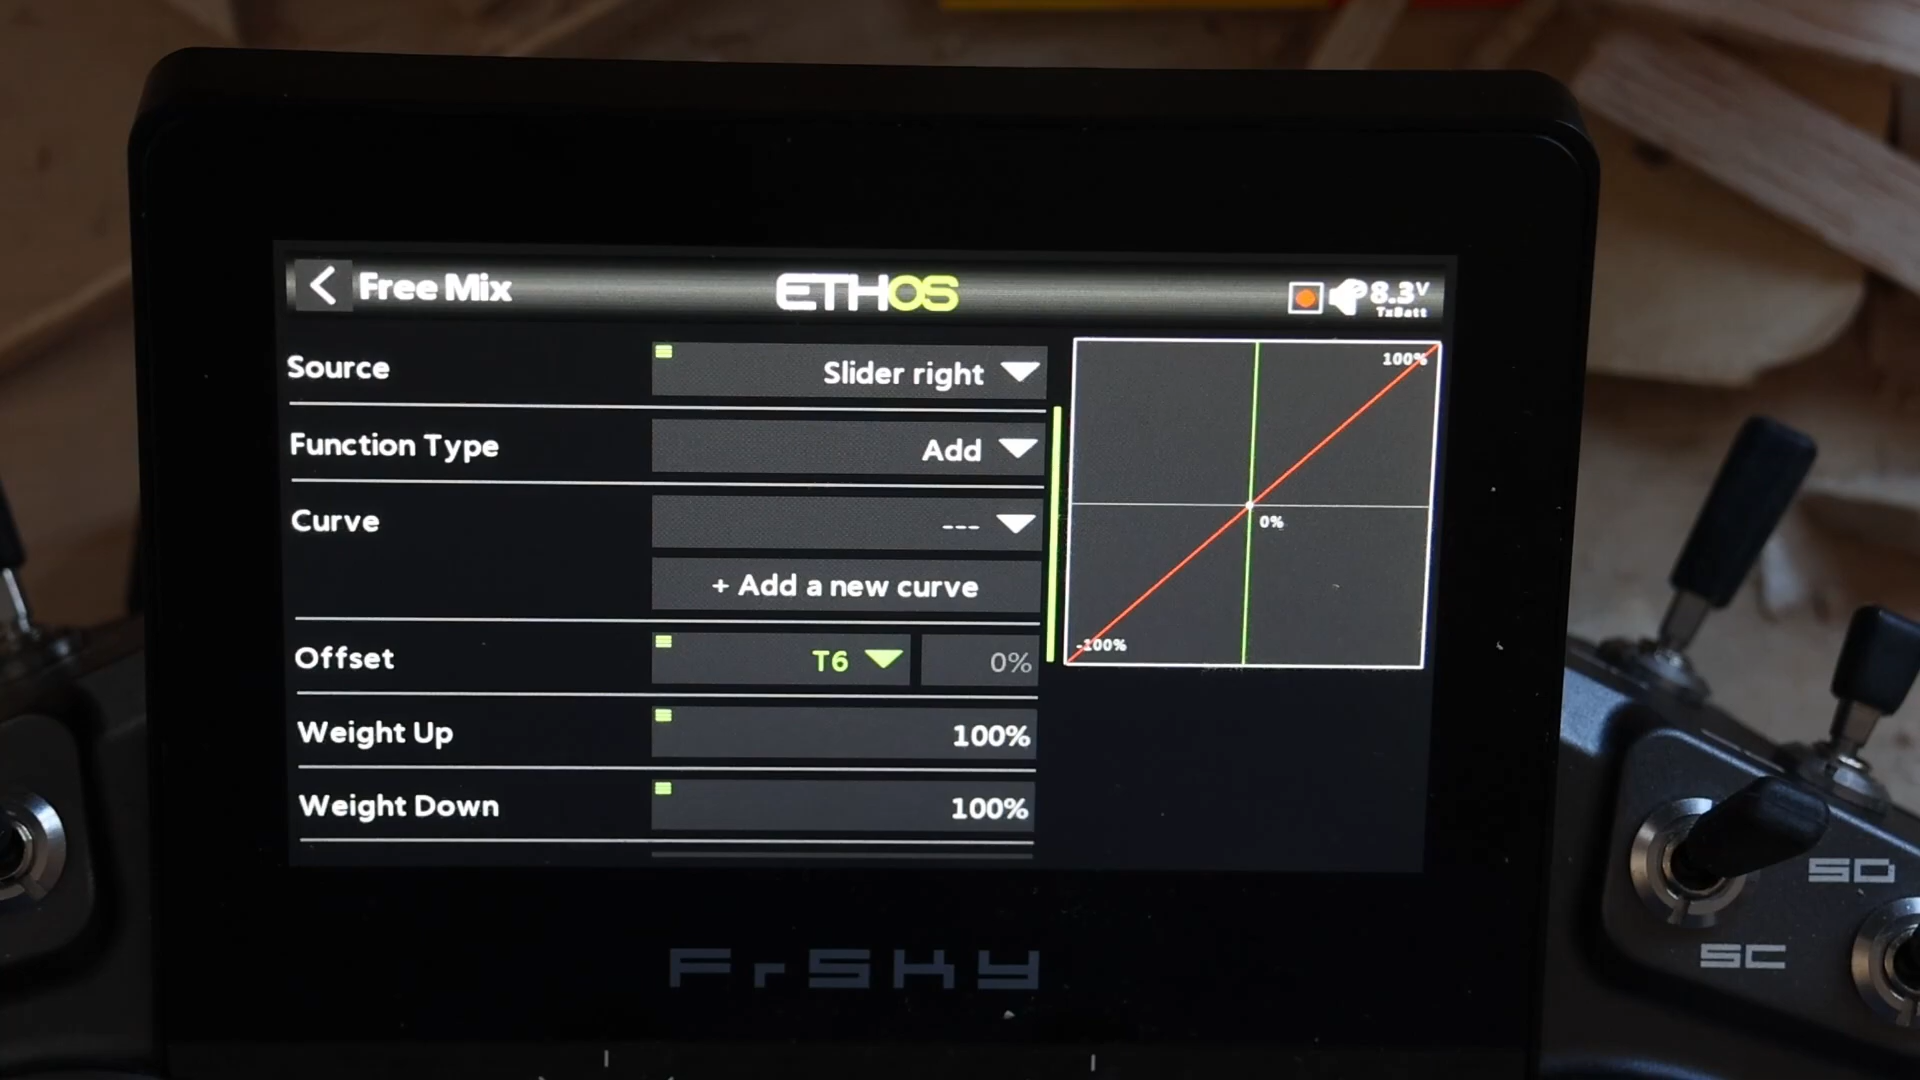 Free Mix
ETHOS
8.3V
TxBatt
Source
Slider right
Function Type
Add
Curve
---
+ Add a new curve
Offset
T6
0%
Weight Up
100%
Weight Down
100%
100%
0%
-100%
FrSKY
SD
SC